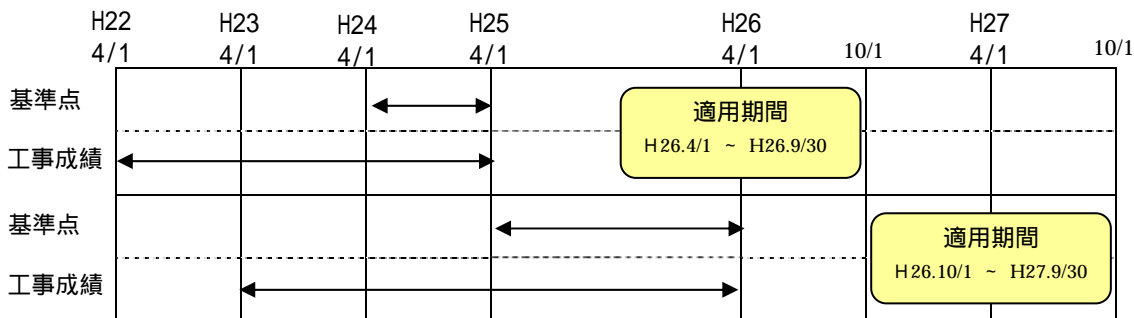 H22 H23 H24 H25 H26 H27
4/1 4/1 4/1 4/1 4/1 10/1 4/1 10/1
基準点
適用期間
H26.4/1 ~ H26.9/30
工事成績
基準点
適用期間
H26.10/1 ~ H27.9/30
工事成績